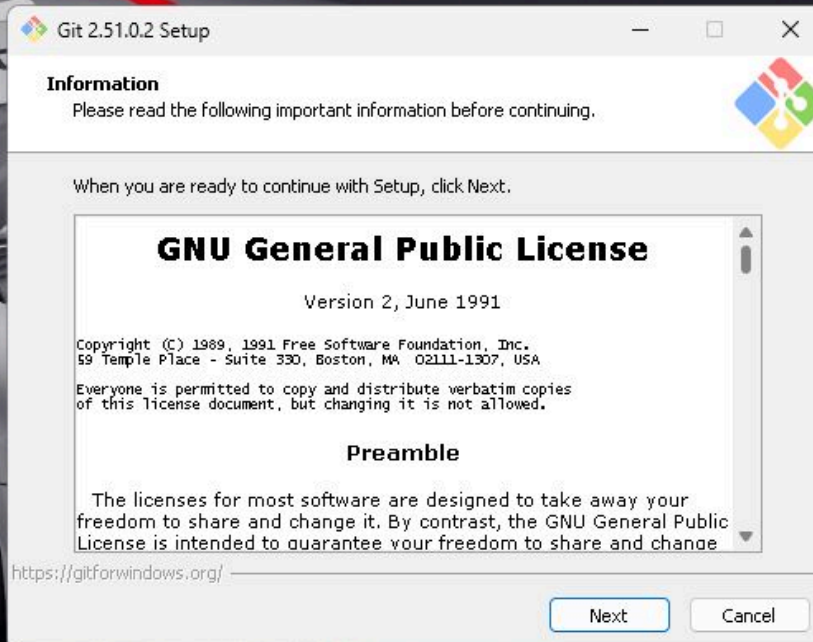 Git 2.51.0.2 Setup
Information
Please read the following important information before continuing.
When you are ready to continue with Setup, click Next.
GNU General Public License
Version 2, June 1991
Copyright (C) 1989, 1991 Free Software Foundation, Inc.
59 Temple Place - Suite 330, Boston, MA  02111-1307, USA
Everyone is permitted to copy and distribute verbatim copies
of this license document, but changing it is not allowed.
Preamble
The licenses for most software are designed to take away your
freedom to share and change it. By contrast, the GNU General Public
License is intended to guarantee your freedom to share and change
https://gitforwindows.org/
Next
Cancel